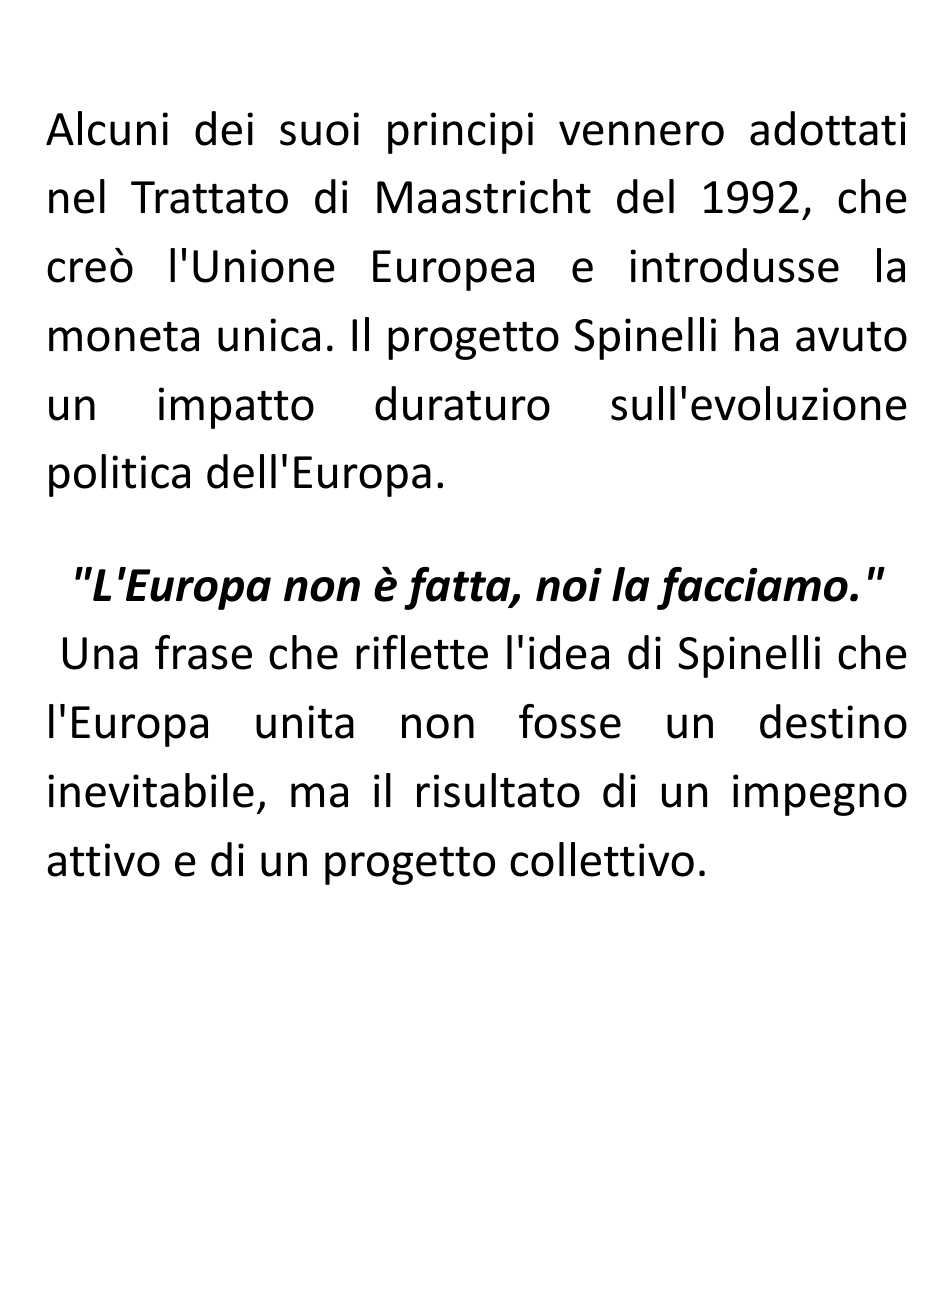 Alcuni dei suoi principi vennero adottati
nel Trattato di Maastricht del 1992, che
creò l'Unione Europea e introdusse la
moneta unica. Il progetto Spinelli ha avuto
un impatto duraturo sull'evoluzione
politica dell'Europa.
"L'Europa non è fatta, noi la facciamo."
Una frase che riflette l'idea di Spinelli che
l'Europa unita non fosse un destino
inevitabile, ma il risultato di un impegno
attivo e di un progetto collettivo.